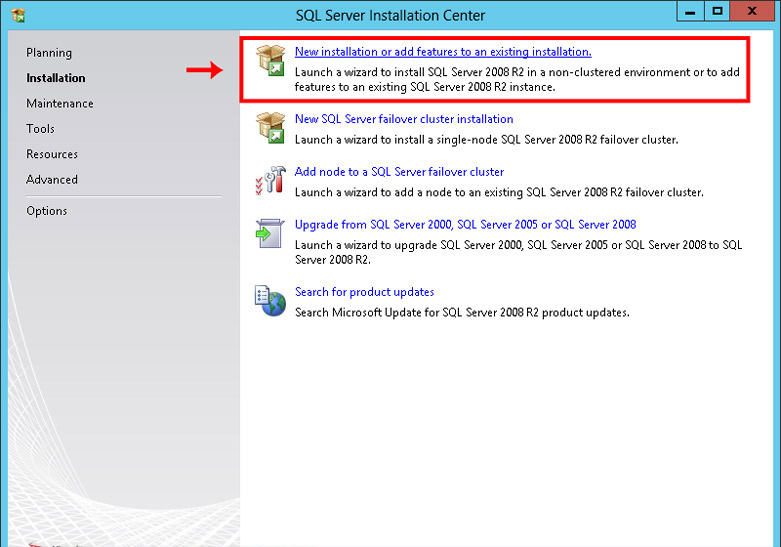 SQL Server Installation Center
Planning
Installation
Maintenance
Tools
Resources
Advanced
Options
New installation or add features to an existing installation.
Launch a wizard to install SQL Server 2008 R2 in a non-clustered environment or to add
features to an existing SQL Server 2008 R2 instance.
New SQL Server failover cluster installation
Launch a wizard to install a single-node SQL Server 2008 R2 failover cluster.
Add node to a SQL Server failover cluster
Launch a wizard to add a node to an existing SQL Server 2008 R2 failover cluster.
Upgrade from SQL Server 2000, SQL Server 2005 or SQL Server 2008
Launch a wizard to upgrade SQL Server 2000, SQL Server 2005 or SQL Server 2008 to SQL
Server 2008 R2.
Search for product updates
Search Microsoft Update for SQL Server 2008 R2 product updates.